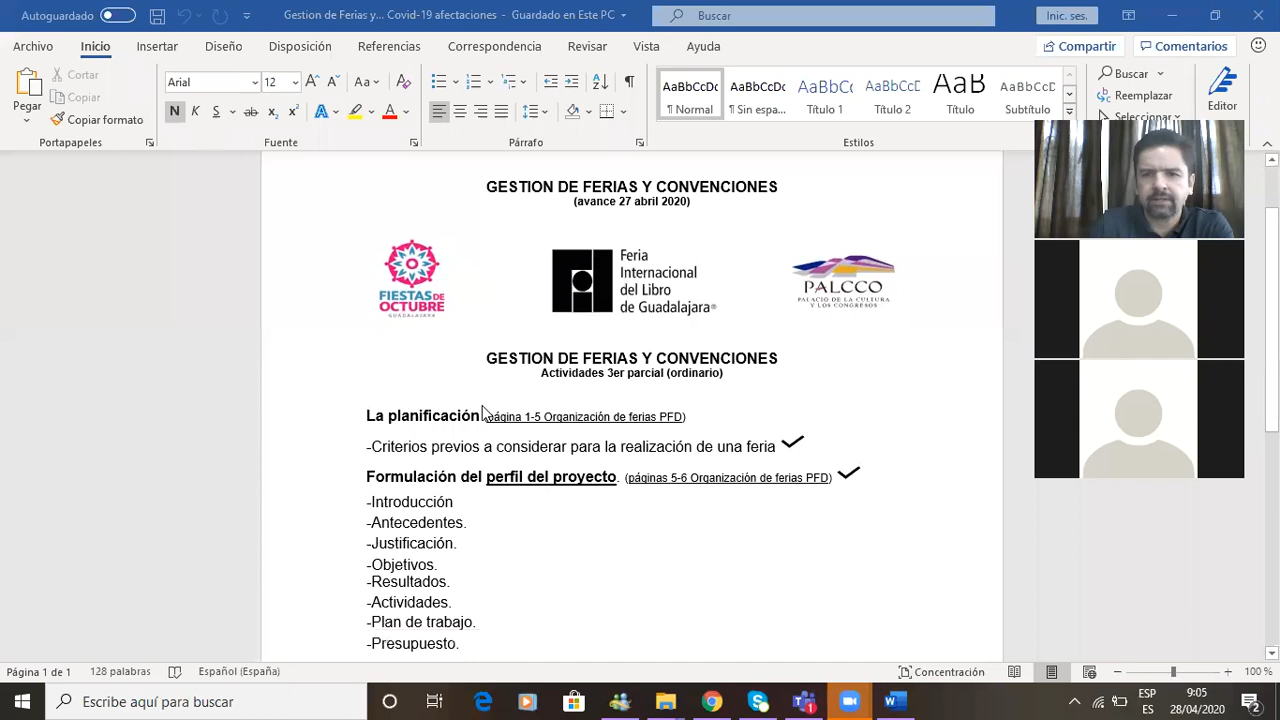 Autoguardado
Gestion de Ferias y ... Covid-19 afectaciones - Guardado en Este PC
Buscar
Inic. ses.
Archivo Inicio Insertar Diseño Disposición Referencias Correspondencia Revisar Vista Ayuda Compartir Comentarios
Pegar
Cortar
Copiar
Copiar formato
Portapapeles
Arial 12 Aa
N K S ab x₂ x² A A
Fuente
Párrafo
AaBbCcDc AaBbCcDc AaBbCc AaBbCcD AaB AaBbCcD
¶ Normal ¶ Sin espa... Título 1 Título 2 Título Subtítulo
Estilos
Buscar
Reemplazar
Seleccionar
Editor
GESTION DE FERIAS Y CONVENCIONES
(avance 27 abril 2020)
FIESTAS DE
OCTUBRE
GUADALAJARA
Feria
Internacional
del Libro
de Guadalajara®
PALCCO
PALACIO DE LA CULTURA
Y LOS CONGRESOS
GESTION DE FERIAS Y CONVENCIONES
Actividades 3er parcial (ordinario)
La planificación (página 1-5 Organización de ferias PFD)
-Criterios previos a considerar para la realización de una feria
Formulación del perfil del proyecto. (páginas 5-6 Organización de ferias PFD)
-Introducción
-Antecedentes.
-Justificación.
-Objetivos.
-Resultados.
-Actividades.
-Plan de trabajo.
-Presupuesto.
Página 1 de 1 128 palabras Español (España) Concentración 100 %
Escribe aquí para buscar
ESP
ES
9:05
28/04/2020
2